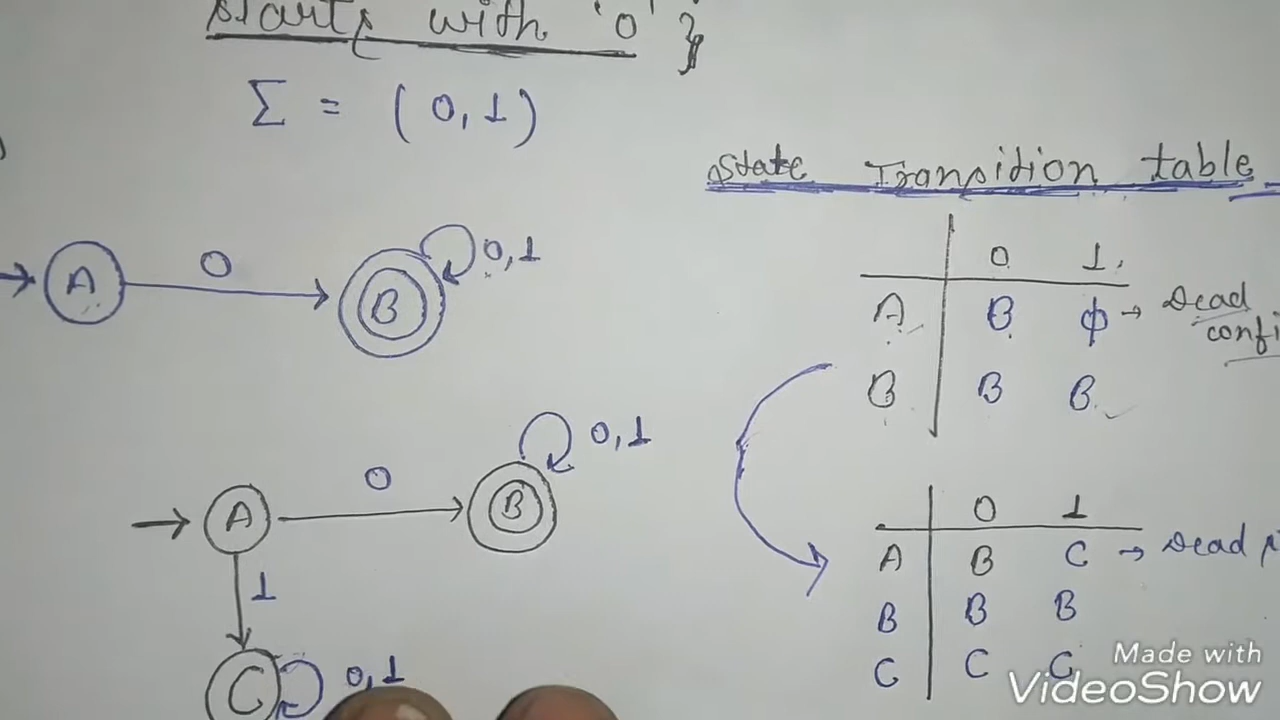 starts with '0' }
Σ = (0,1)
A 0 B 0,1
State Transition table
0 1
A B ϕ → Dead
confi
B B B
A 0 B 0,1
1
C 0,1
0 1
A B C → Dead
B B B
C C C
Made with
VideoShow